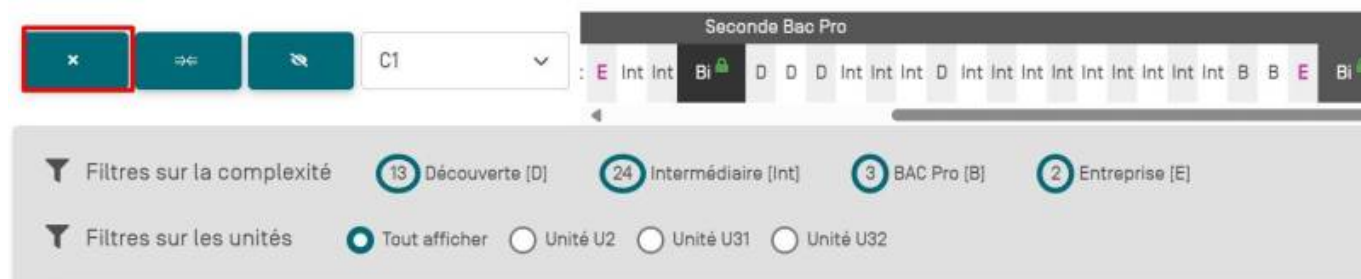 Seconde Bac Pro
C1 : E Int Int Bi D D D Int Int Int D Int Int Int Int Int Int Int Int Int B B E Bi
Filtres sur la complexité 13 Découverte [D] 24 Intermédiaire [Int] 3 BAC Pro [B] 2 Entreprise [E]
Filtres sur les unités Tout afficher Unité U2 Unité U31 Unité U32